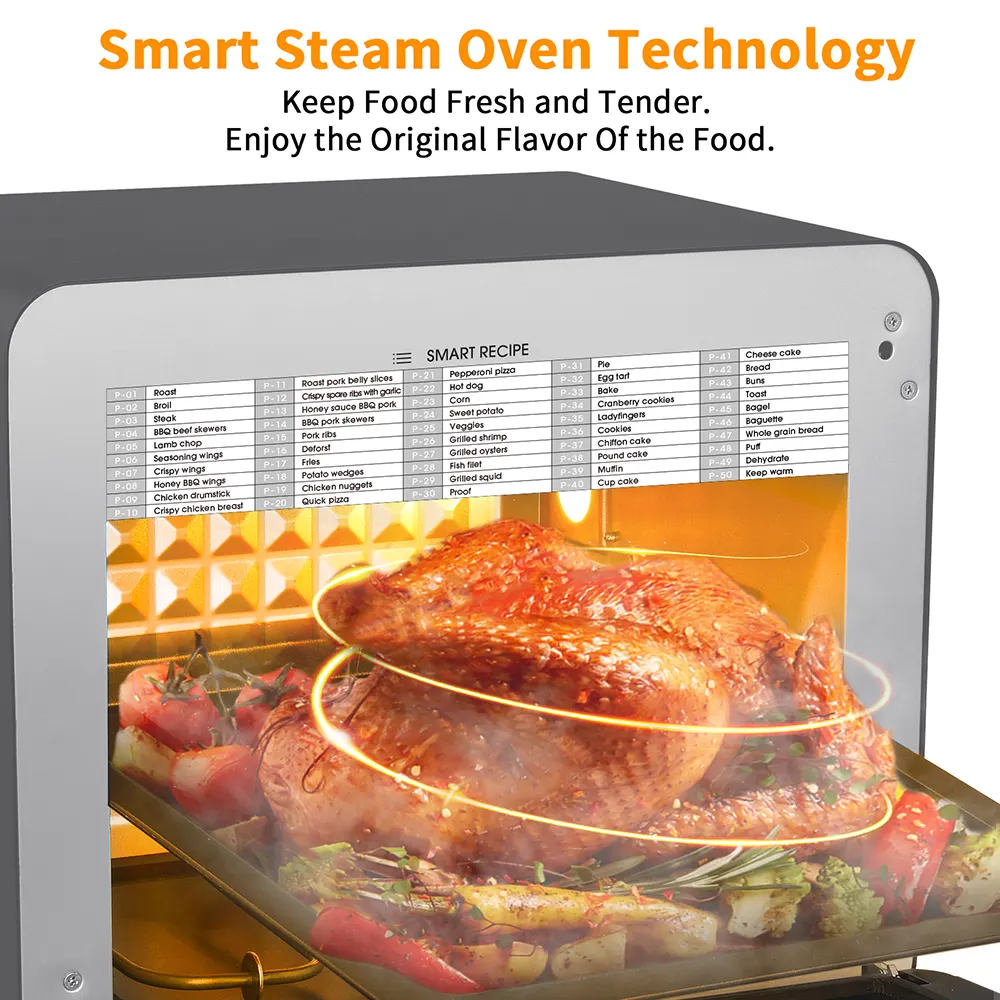 Smart Steam Oven Technology
Keep Food Fresh and Tender.
Enjoy the Original Flavor Of the Food.
SMART RECIPE
P-01 Roast
P-02 Broil
P-03 Steak
P-04 BBQ beef skewers
P-05 Lamb chop
P-06 Seasoning wings
P-07 Crispy wings
P-08 Honey BBQ wings
P-09 Chicken drumstick
P-10 Crispy chicken breast
P-11 Roast pork belly slices
P-12 Crispy spare ribs with garlic
P-13 Honey sauce BBQ pork
P-14 BBQ pork skewers
P-15 Pork ribs
P-16 Deforst
P-17 Fries
P-18 Potato wedges
P-19 Chicken nuggets
P-20 Quick pizza
P-21 Pepperoni pizza
P-22 Hot dog
P-23 Corn
P-24 Sweet potato
P-25 Veggies
P-26 Grilled shrimp
P-27 Grilled oysters
P-28 Fish filet
P-29 Grilled squid
P-30 Proof
P-31 Pie
P-32 Egg tart
P-33 Bake
P-34 Cranberry cookies
P-35 Ladyfingers
P-36 Cookies
P-37 Chiffon cake
P-38 Pound cake
P-39 Muffin
P-40 Cup cake
P-41 Cheese cake
P-42 Bread
P-43 Buns
P-44 Toast
P-45 Bagel
P-46 Baguette
P-47 Whole grain bread
P-48 Puff
P-49 Dehydrate
P-50 Keep warm